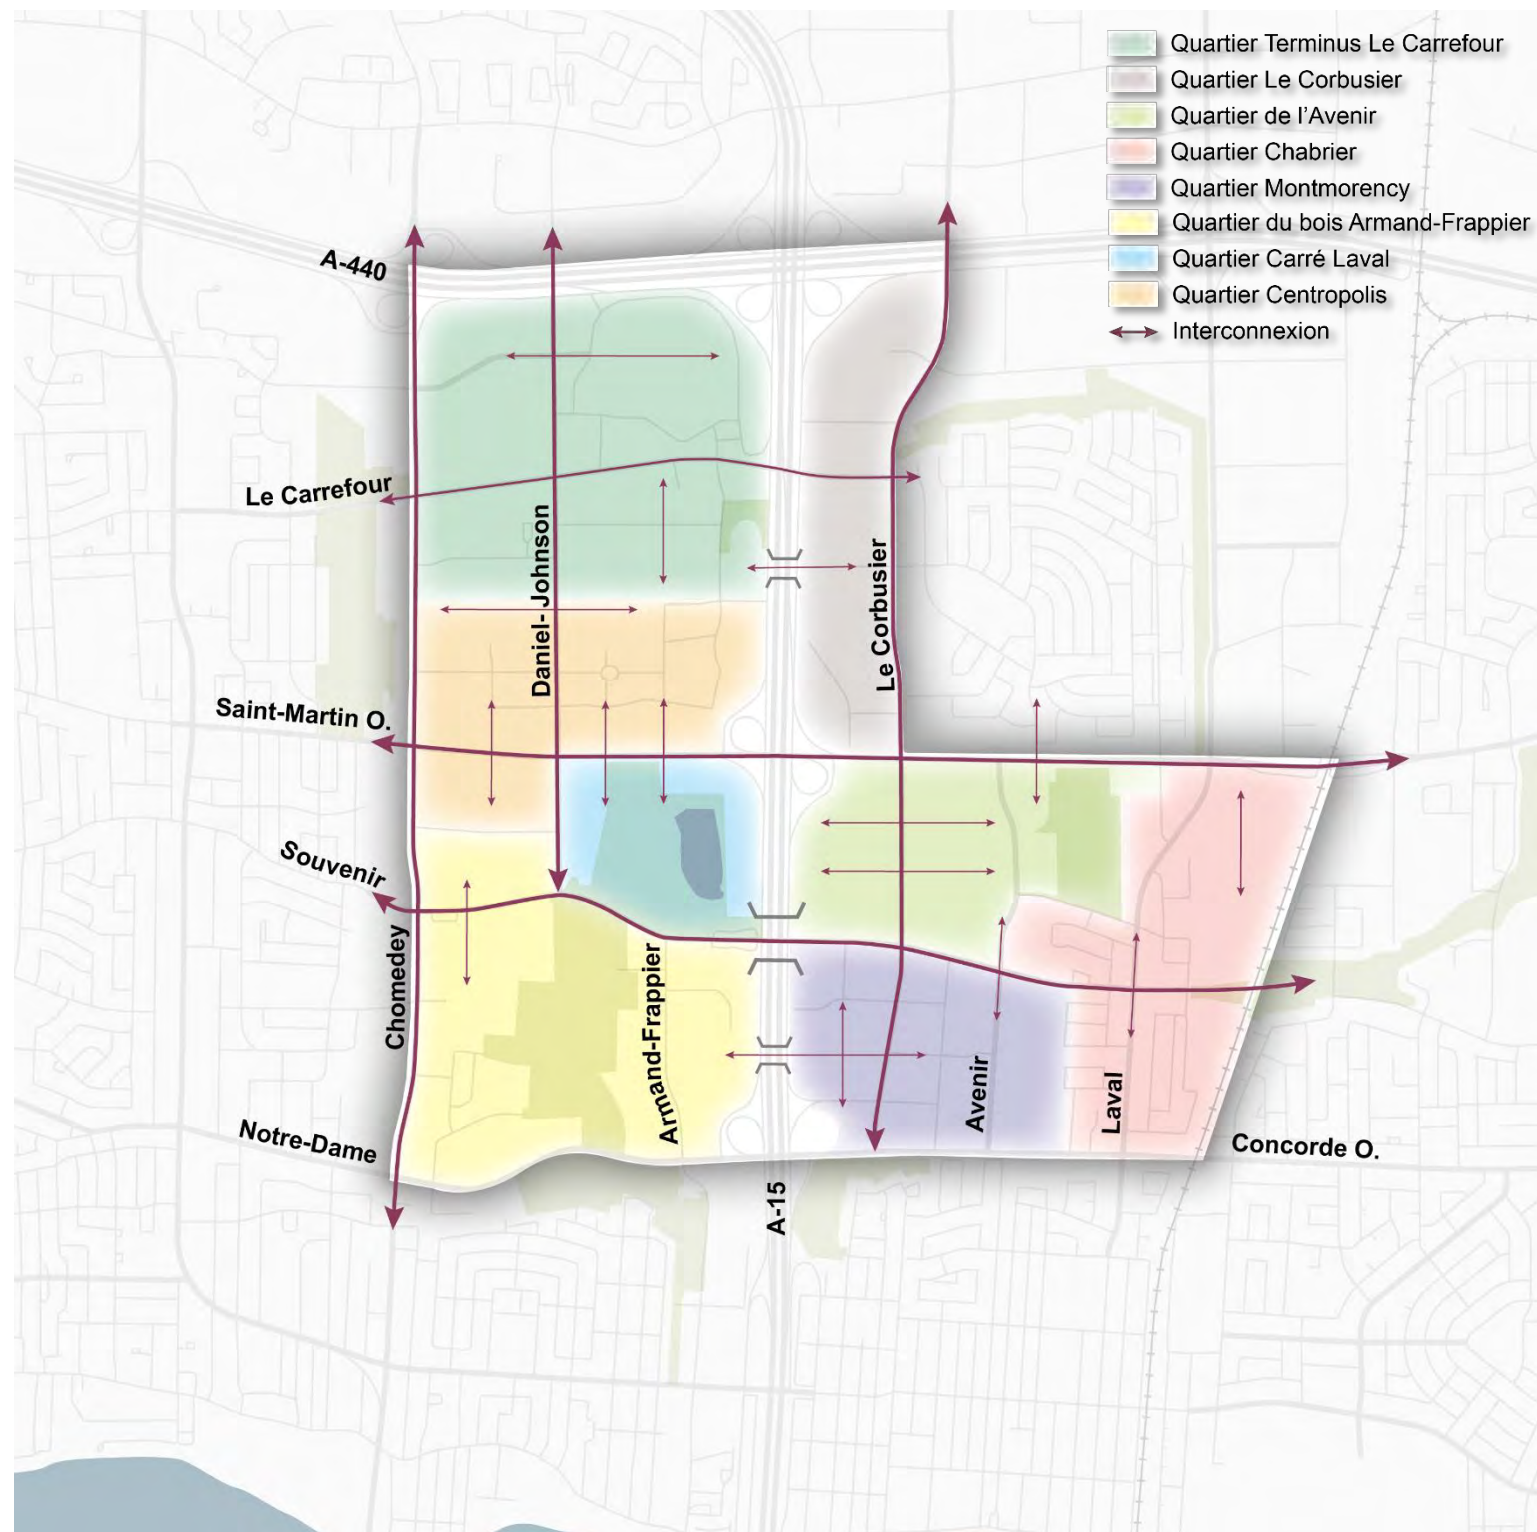 Quartier Terminus Le Carrefour
Quartier Le Corbusier
Quartier de l'Avenir
Quartier Chabrier
Quartier Montmorency
Quartier du bois Armand-Frappier
Quartier Carré Laval
Quartier Centropolis
Interconnexion
A-440
Le Carrefour
Daniel-Johnson
Le Corbusier
Saint-Martin O.
Souvenir
Chomedey
Armand-Frappier
Avenir
Laval
Notre-Dame
Concorde O.
A-15